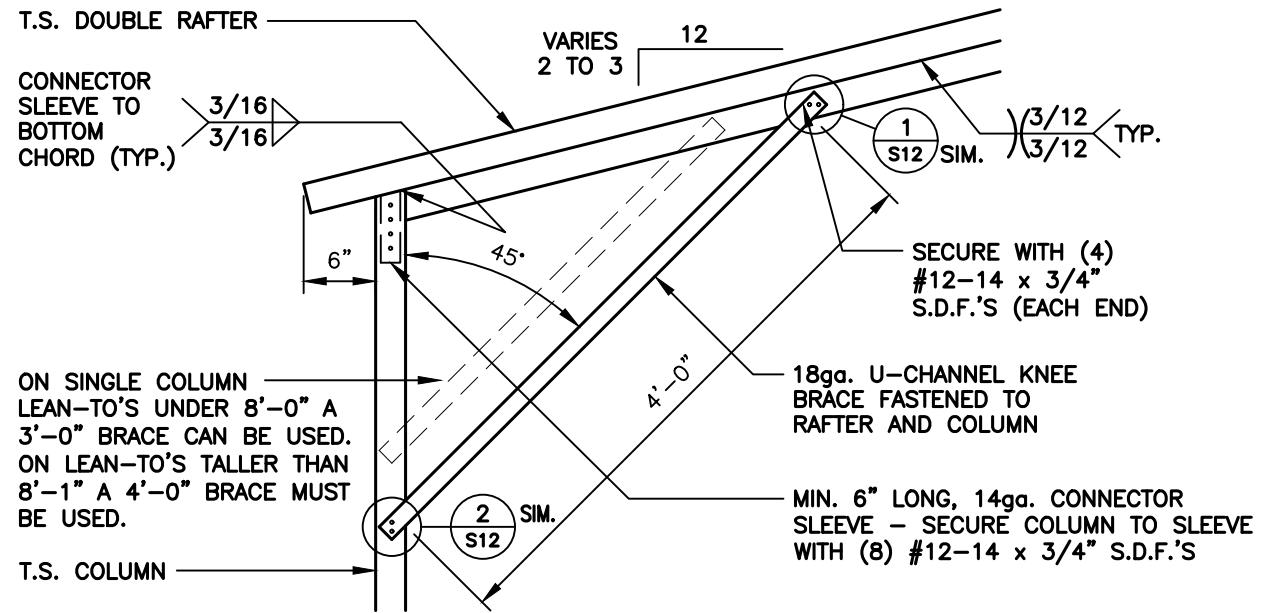 T.S. DOUBLE RAFTER
VARIES
2 TO 3
12
CONNECTOR
SLEEVE TO
BOTTOM
CHORD (TYP.)
3/16
3/16
3/12
3/12
TYP.
1
S12
SIM.
6"
45°
SECURE WITH (4)
#12-14 x 3/4"
S.D.F.'S (EACH END)
4'-0"
18ga. U-CHANNEL KNEE
BRACE FASTENED TO
RAFTER AND COLUMN
ON SINGLE COLUMN
LEAN-TO'S UNDER 8'-0" A
3'-0" BRACE CAN BE USED.
ON LEAN-TO'S TALLER THAN
8'-1" A 4'-0" BRACE MUST
BE USED.
2
S12
SIM.
MIN. 6" LONG, 14ga. CONNECTOR
SLEEVE - SECURE COLUMN TO SLEEVE
WITH (8) #12-14 x 3/4" S.D.F.'S
T.S. COLUMN